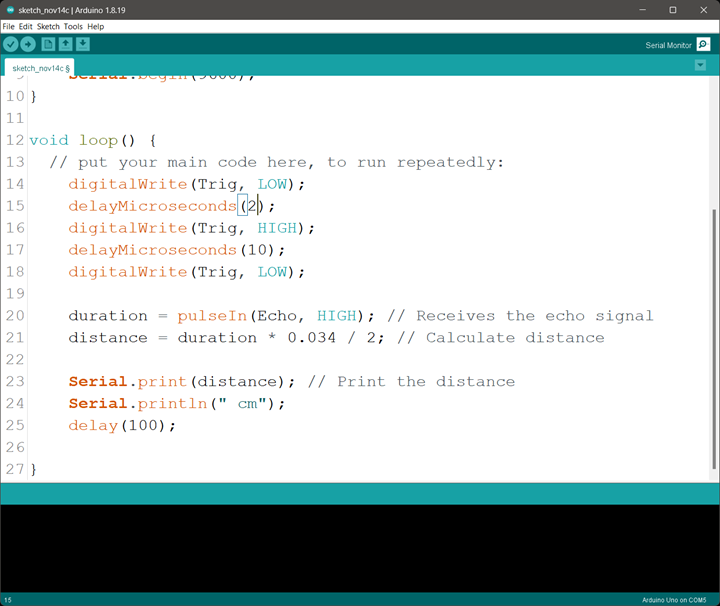 sketch_nov14c | Arduino 1.8.19
File Edit Sketch Tools Help
Serial Monitor
sketch_nov14c §
9 Serial.begin(9600);
10 }
11
12 void loop() {
13 // put your main code here, to run repeatedly:
14 digitalWrite(Trig, LOW);
15 delayMicroseconds(2);
16 digitalWrite(Trig, HIGH);
17 delayMicroseconds(10);
18 digitalWrite(Trig, LOW);
19
20 duration = pulseIn(Echo, HIGH); // Receives the echo signal
21 distance = duration * 0.034 / 2; // Calculate distance
22
23 Serial.print(distance); // Print the distance
24 Serial.println(" cm");
25 delay(100);
26
27 }
15
Arduino Uno on COM5